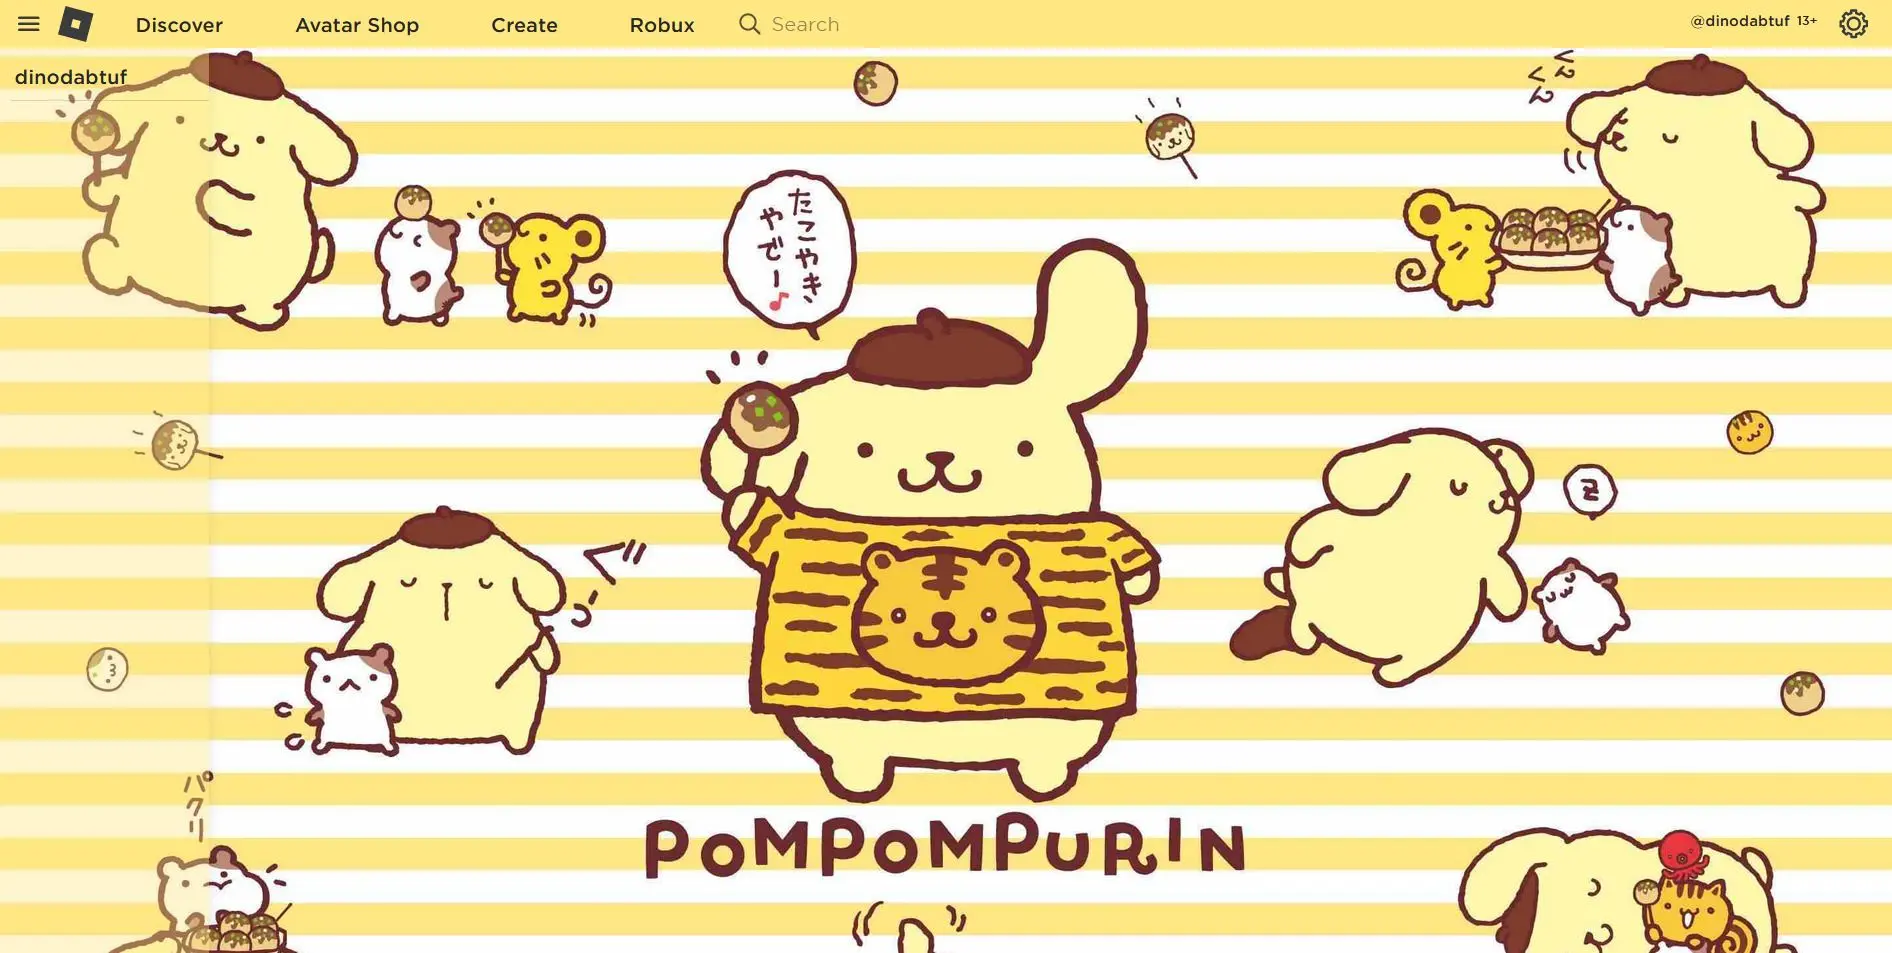 Discover Avatar Shop Create Robux Search @dinodabtuf 13+
dinodabtuf
たこやき、
やでー♪
z
パクリ
POMPOMPURIN